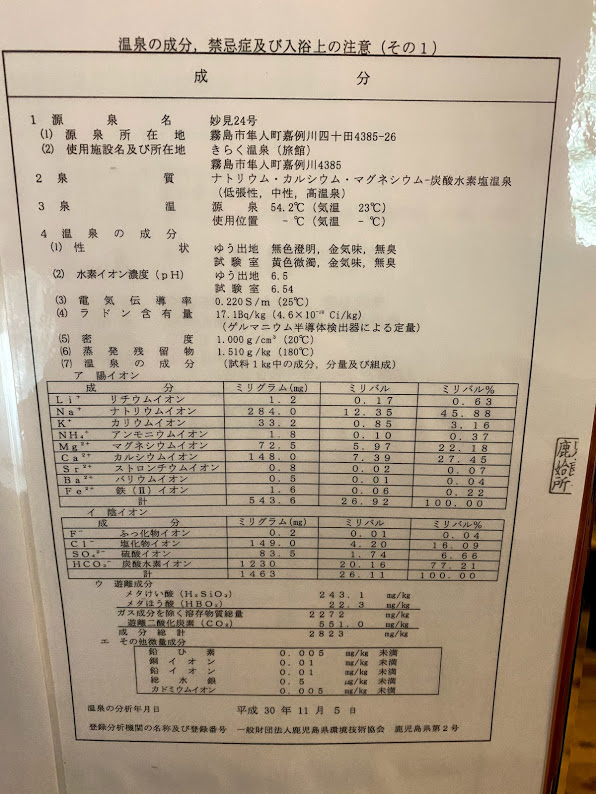 温泉の成分，禁忌症及び入浴上の注意（その１）
成 分
1 源 泉 名 妙見24号
(1) 源 泉 所 在 地 霧島市隼人町嘉例川四十田4385-26
(2) 使用施設名及び所在地 きらく温泉（旅館）
霧島市隼人町嘉例川4385
2 泉 質 ナトリウム・カルシウム・マグネシウム-炭酸水素塩温泉
（低張性，中性，高温泉）
3 泉 温 源 泉 54.2℃（気温 23℃）
使用位置 - ℃（気温 - ℃）
4 温 泉 の 成 分
(1) 性 状 ゆう出地 無色澄明，金気味，無臭
試 験 室 黄色微濁，金気味，無臭
(2) 水素イオン濃度（pH） ゆう出地 6.5
試 験 室 6.54
(3) 電 気 伝 導 率 0.220 S/m (25℃)
(4) ラ ド ン 含 有 量 17.1Bq/kg (4.6×10⁻¹⁰ Ci/kg)
（ゲルマニウム半導体検出器による定量）
(5) 密 度 1.000 g/cm³ (20℃)
(6) 蒸 発 残 留 物 1.510 g/kg (180℃)
(7) 温 泉 の 成 分 （試料1kg中の成分，分量及び組成）
ア 陽イオン
成 分 ミリグラム(mg) ミリバル ミリバル%
Li⁺ リチウムイオン 1.2 0.17 0.63
Na⁺ ナトリウムイオン 284.0 12.35 45.88
K⁺ カリウムイオン 33.2 0.85 3.16
NH₄⁺ アンモニウムイオン 1.8 0.10 0.37
Mg²⁺ マグネシウムイオン 72.5 5.97 22.18
Ca²⁺ カルシウムイオン 148.0 7.39 27.45
Sr²⁺ ストロンチウムイオン 0.8 0.02 0.07
Ba²⁺ バリウムイオン 0.5 0.01 0.04
Fe²⁺ 鉄（Ⅱ）イオン 1.6 0.06 0.22
計 543.6 26.92 100.00
イ 陰イオン
成 分 ミリグラム(mg) ミリバル ミリバル%
F⁻ ふっ化物イオン 0.2 0.01 0.04
Cl⁻ 塩化物イオン 149.0 4.20 16.09
SO₄²⁻ 硫酸イオン 83.5 1.74 6.66
HCO₃⁻ 炭酸水素イオン 1230 20.16 77.21
計 1463 26.11 100.00
ウ 遊離成分
メタけい酸（H₂SiO₃） 243.1 mg/kg
メタほう酸（HBO₂） 22.3 mg/kg
ガス成分を除く溶存物質総量 2272 mg/kg
遊離二酸化炭素（CO₂） 551.0 mg/kg
成 分 総 計 2823 mg/kg
エ その他微量成分
鉛 ひ 素 0.005 mg/kg 未満
銅 イ オ ン 0.01 mg/kg 未満
鉛 イ オ ン 0.01 mg/kg 未満
総 水 銀 0.5 μg/kg 未満
カドミウムイオン 0.005 mg/kg 未満
温泉の分析年月日 平成 30 年 11 月 5 日
登録分析機関の名称及び登録番号 一般財団法人鹿児島県環境技術協会 鹿児島県第2号